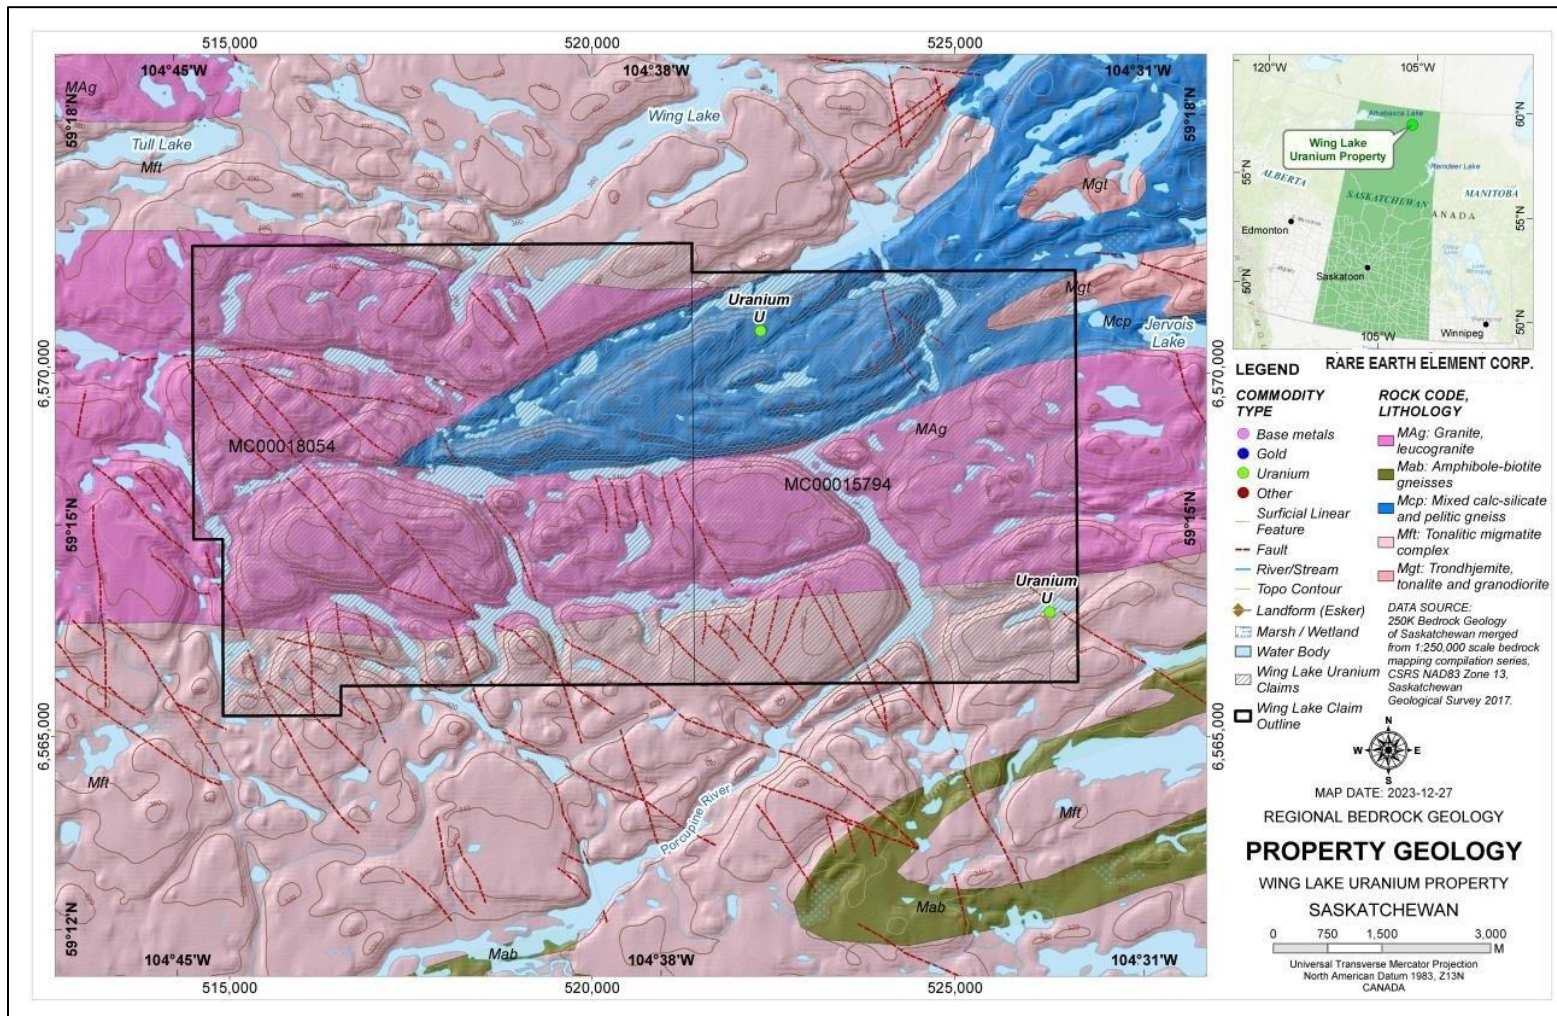 515,000
520,000
525,000
104°45'W
104°38'W
104°31'W
59°18'N
59°18'N
MAg
Tull Lake
Mft
Wing Lake
Mgt
Uranium
U
Mgt
Mcp
Jervois
Lake
6,570,000
6,570,000
MC00018054
MAg
MC00015794
59°15'N
59°15'N
Uranium
U
6,565,000
6,565,000
Mft
Porcupine River
Mft
Mab
Mab
59°12'N
104°45'W
104°38'W
104°31'W
515,000
520,000
525,000
120°W
105°W
60°N
Athabasca Lake
Wing Lake
Uranium Property
Reindeer Lake
55°N
ALBERTA
SASKATCHEWAN
MANITOBA
CANADA
55°N
Edmonton
Saskatoon
50°N
50°N
Winnipeg
105°W
RARE EARTH ELEMENT CORP.
LEGEND
COMMODITY
TYPE
Base metals
Gold
Uranium
Other
Surficial Linear
Feature
Fault
River/Stream
Topo Contour
Landform (Esker)
Marsh / Wetland
Water Body
Wing Lake Uranium
Claims
Wing Lake Claim
Outline
ROCK CODE,
LITHOLOGY
MAg: Granite,
leucogranite
Mab: Amphibole-biotite
gneisses
Mcp: Mixed calc-silicate
and pelitic gneiss
Mft: Tonalitic migmatite
complex
Mgt: Trondhjemite,
tonalite and granodiorite
DATA SOURCE:
250K Bedrock Geology
of Saskatchewan merged
from 1:250,000 scale bedrock
mapping compilation series,
CSRS NAD83 Zone 13,
Saskatchewan
Geological Survey 2017.
N
W
E
S
MAP DATE: 2023-12-27
REGIONAL BEDROCK GEOLOGY
PROPERTY GEOLOGY
WING LAKE URANIUM PROPERTY
SASKATCHEWAN
0 750 1,500 3,000
M
Universal Transverse Mercator Projection
North American Datum 1983, Z13N
CANADA